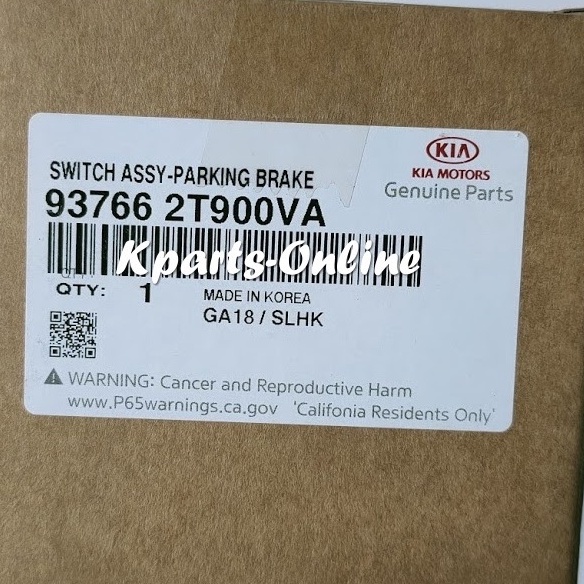 SWITCH ASSY-PARKING BRAKE
93766 2T900VA
KIA
KIA MOTORS
Genuine Parts
Kparts-Online
QTY: 1
MADE IN KOREA
GA18 / SLHK
WARNING: Cancer and Reproductive Harm
www.P65warnings.ca.gov 'Califonia Residents Only'